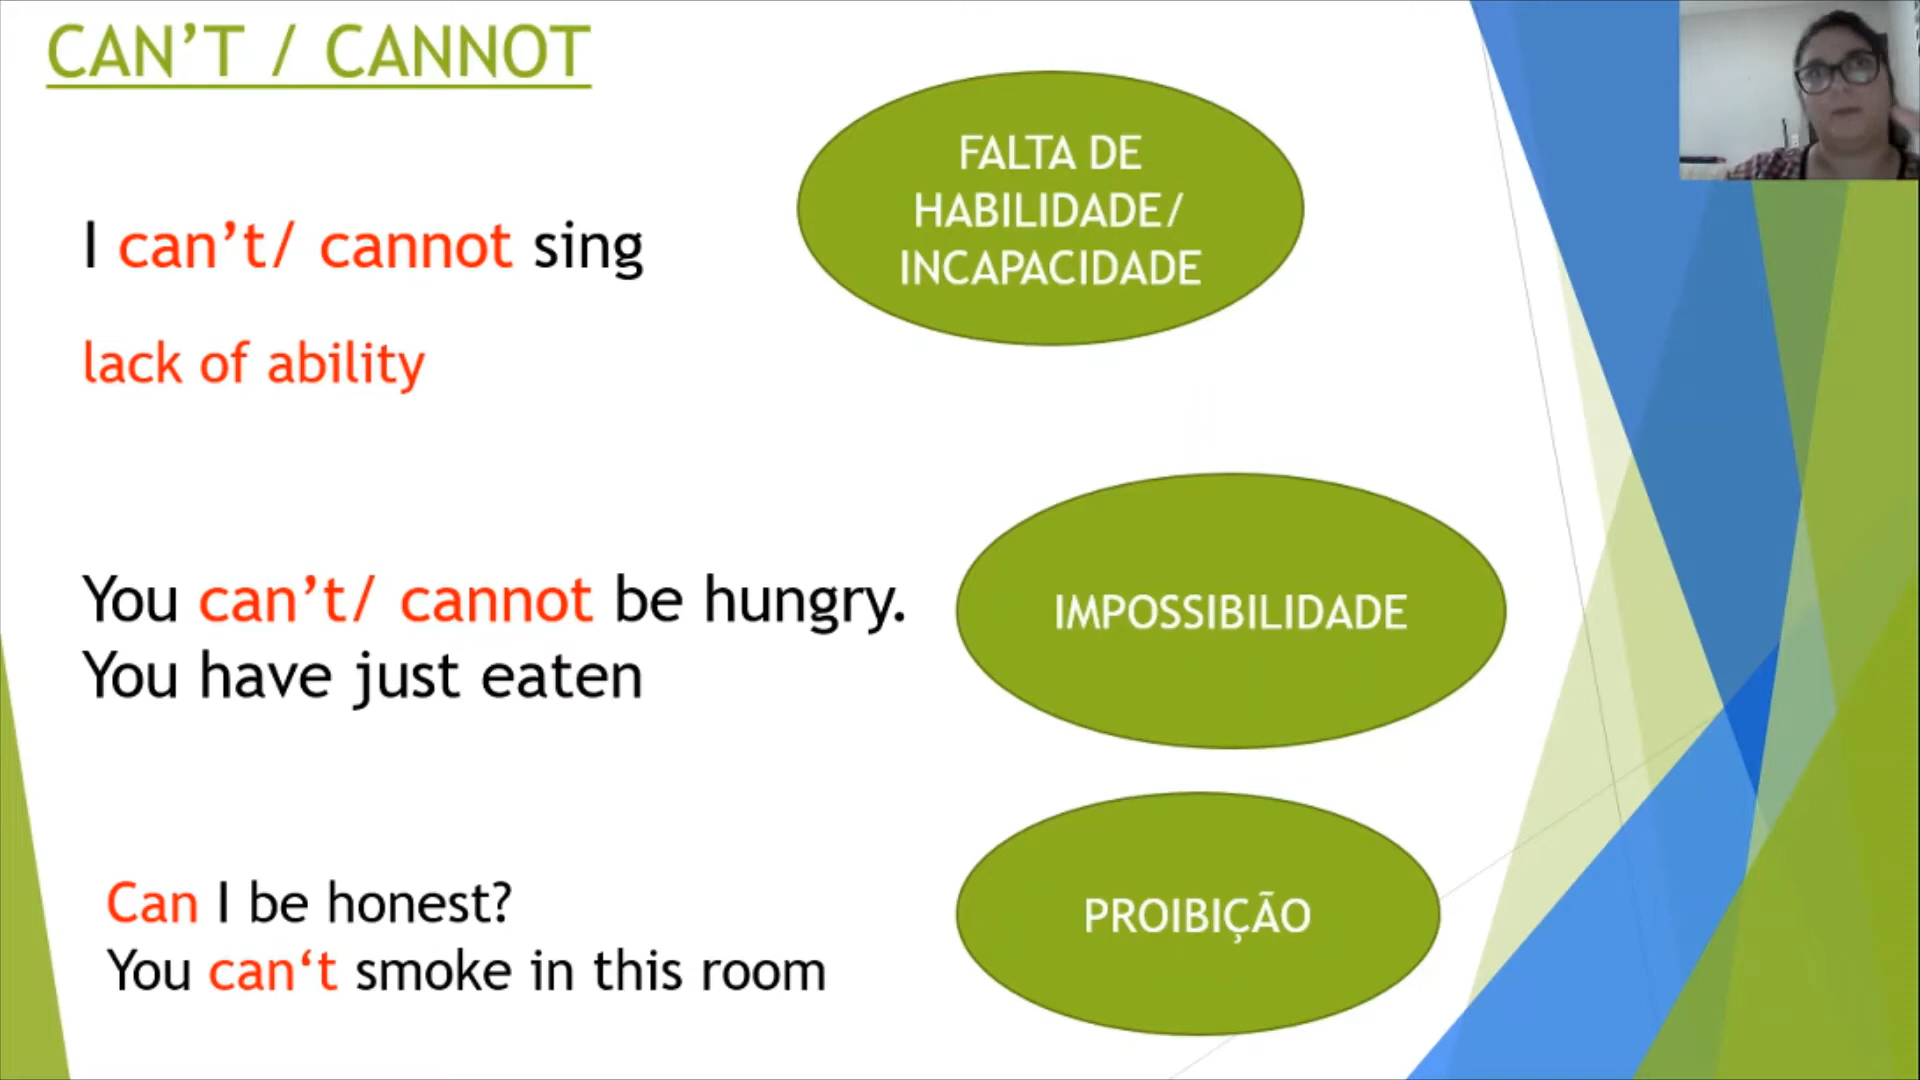 CAN’T / CANNOT
FALTA DE
HABILIDADE/
INCAPACIDADE
I can’t/ cannot sing
lack of ability
You can’t/ cannot be hungry.
You have just eaten
IMPOSSIBILIDADE
Can I be honest?
You can‘t smoke in this room
PROIBIÇÃO